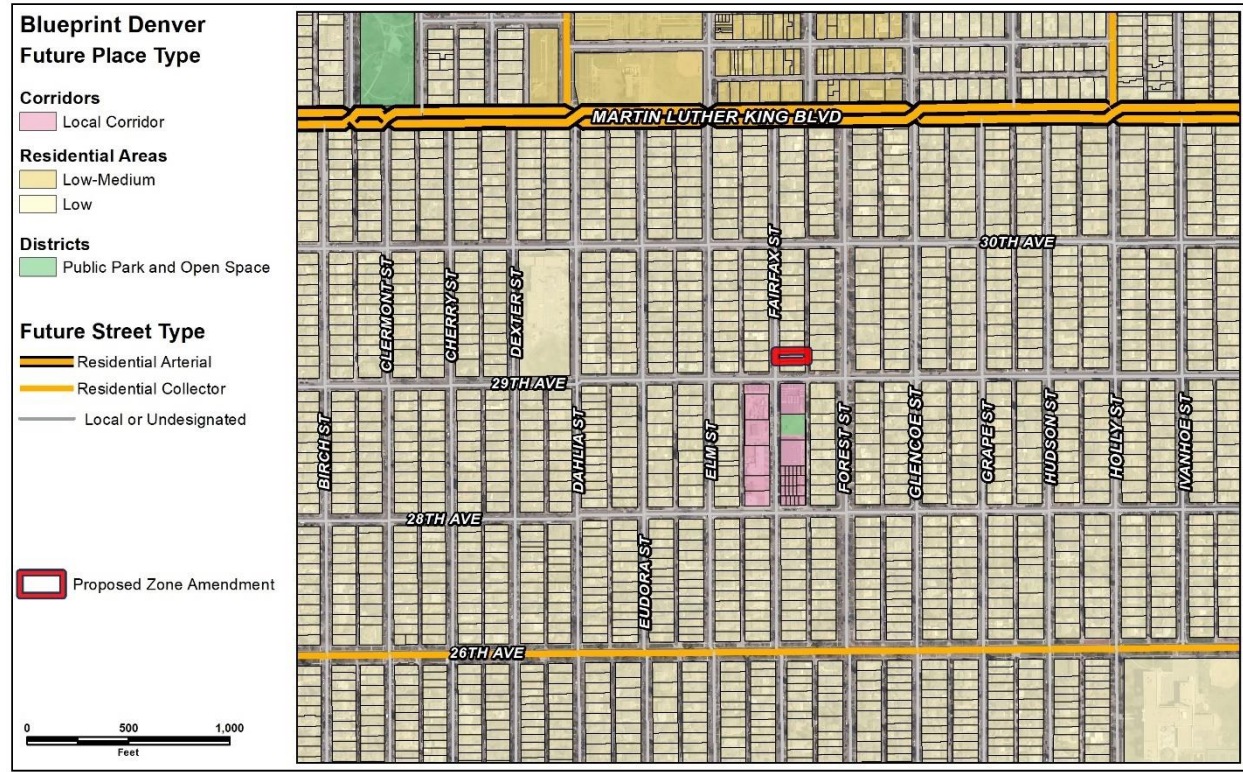 Blueprint Denver
Future Place Type
Corridors
Local Corridor
Residential Areas
Low-Medium
Low
Districts
Public Park and Open Space
Future Street Type
Residential Arterial
Residential Collector
Local or Undesignated
Proposed Zone Amendment
0 500 1,000
Feet
MARTIN LUTHER KING BLVD
30TH AVE
FAIRFAX ST
CLERMONT ST
CHERRY ST
DEXTER ST
29TH AVE
BIRCH ST
DAHLIA ST
ELM ST
FOREST ST
GLENCOE ST
GRAPE ST
HUDSON ST
HOLLY ST
IVANHOE ST
28TH AVE
EUDORA ST
26TH AVE